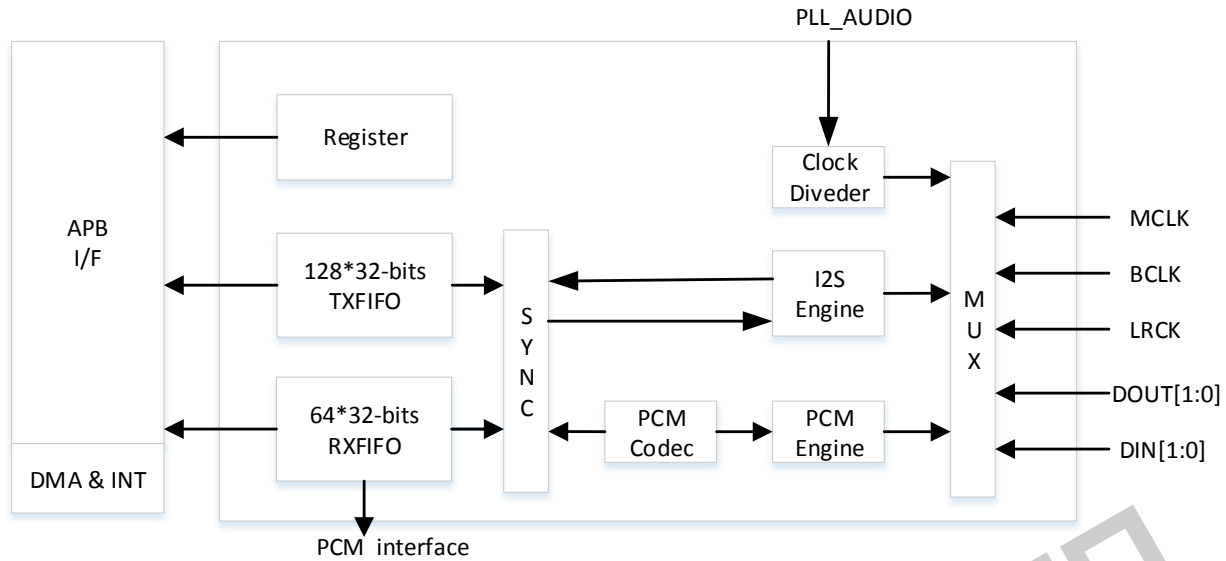 PLL_AUDIO
Register
Clock
Diveder
APB
I/F
MCLK
128*32-bits
TXFIFO
I2S
Engine
BCLK
S
Y
N
C
M
U
X
LRCK
64*32-bits
RXFIFO
PCM
Codec
PCM
Engine
DOUT[1:0]
DIN[1:0]
DMA & INT
PCM interface